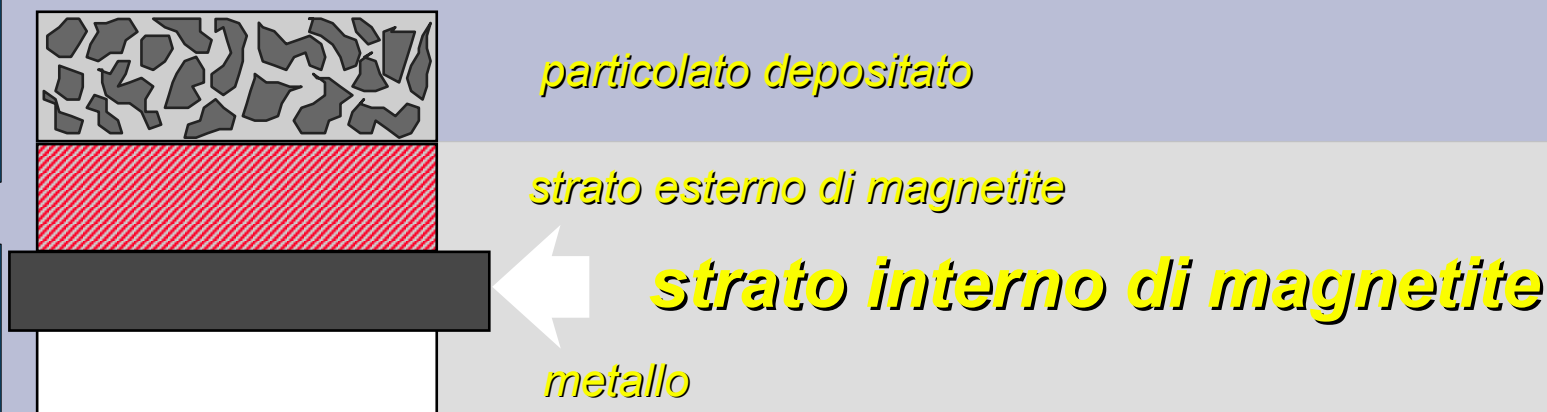 particolato depositato
strato esterno di magnetite
strato interno di magnetite
metallo